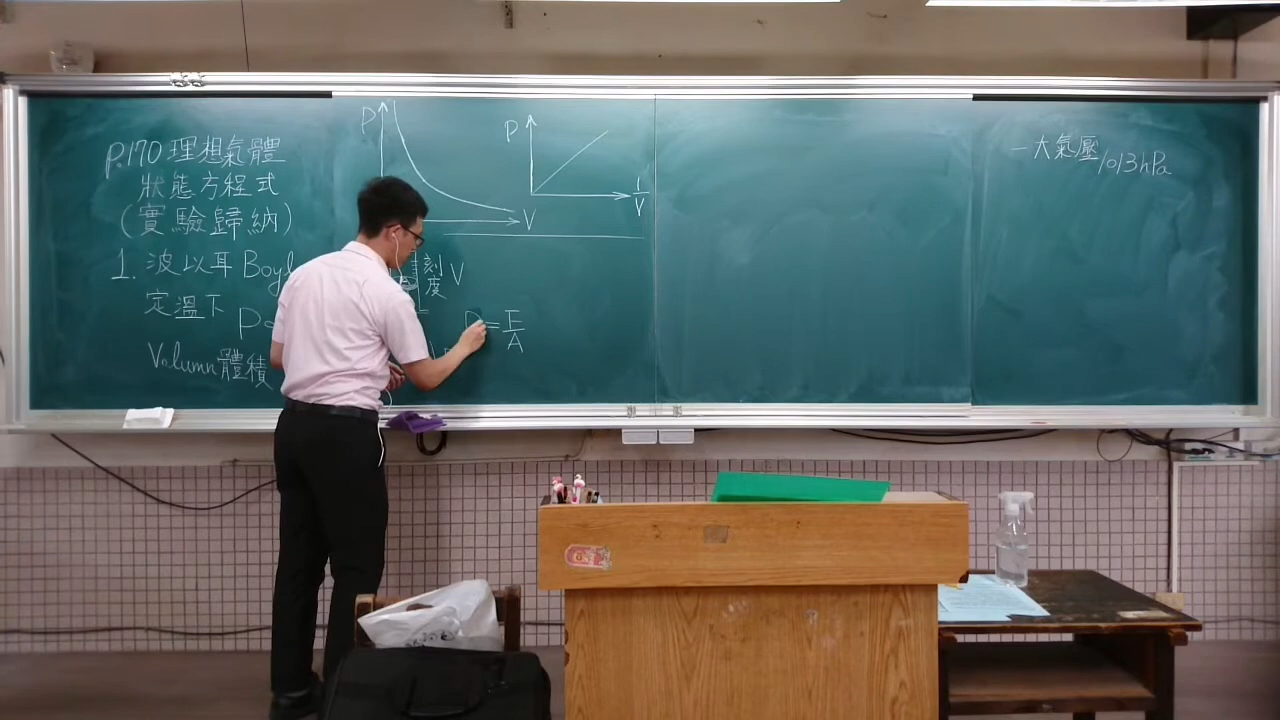 P.170 理想氣體
狀態方程式
(實驗歸納)
1. 波以耳 Boyl
定溫下
P∝
Volumn 體積
P
V
P
1/V
刻度 V
P = F/A
一大氣壓 1013hPa